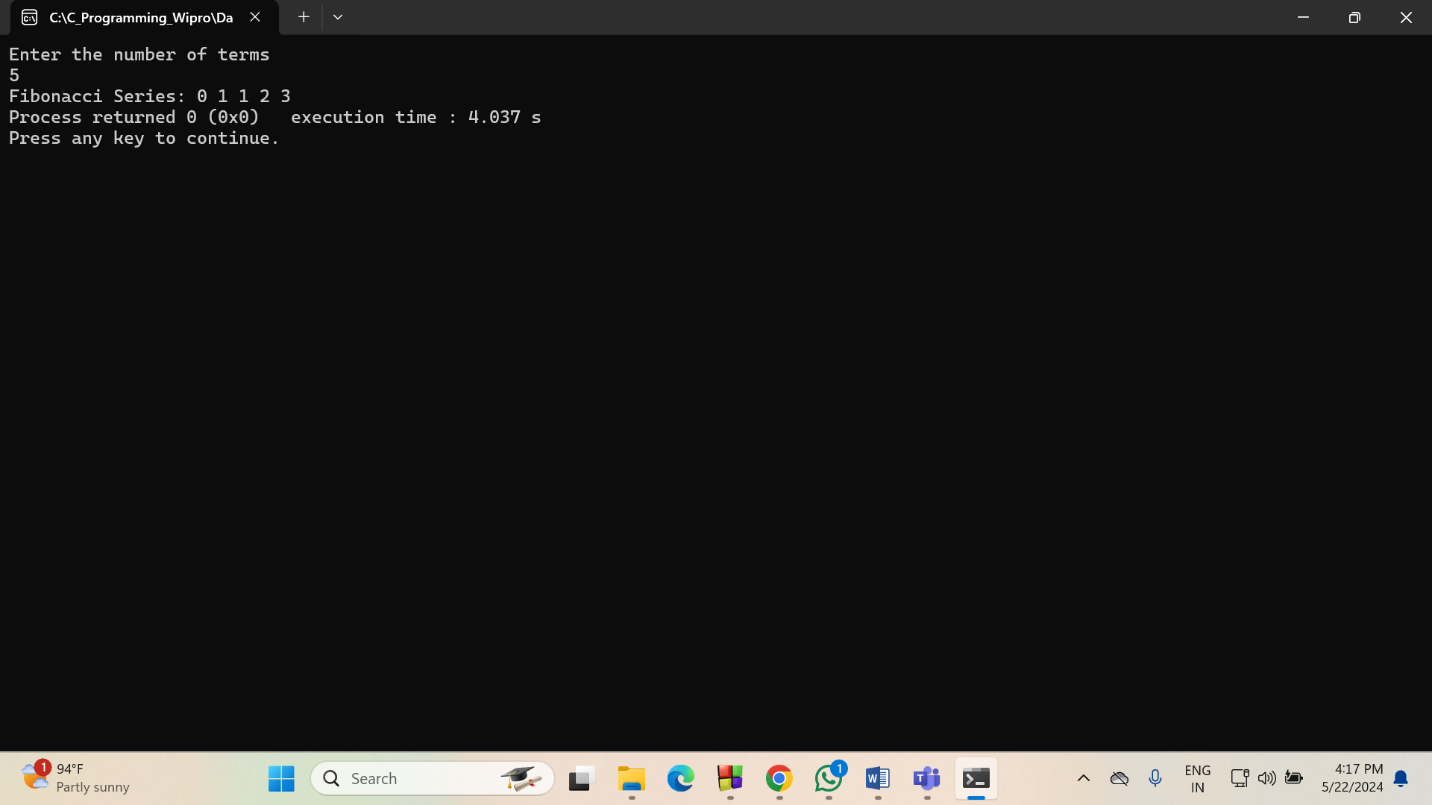 C:\C_Programming_Wipro\Da
Enter the number of terms
5
Fibonacci Series: 0 1 1 2 3
Process returned 0 (0x0)   execution time : 4.037 s
Press any key to continue.
1
94°F
Partly sunny
Search
1
ENG
IN
4:17 PM
5/22/2024